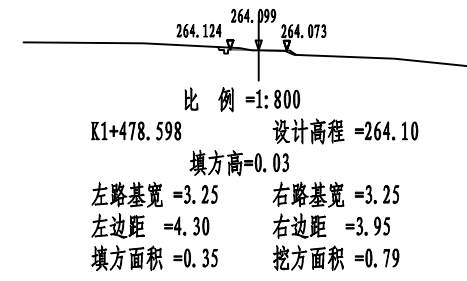 264.099
264.124 264.073
比 例 =1:800
K1+478.598 设计高程 =264.10
填方高=0.03
左路基宽 =3.25 右路基宽 =3.25
左边距 =4.30 右边距 =3.95
填方面积 =0.35 挖方面积 =0.79